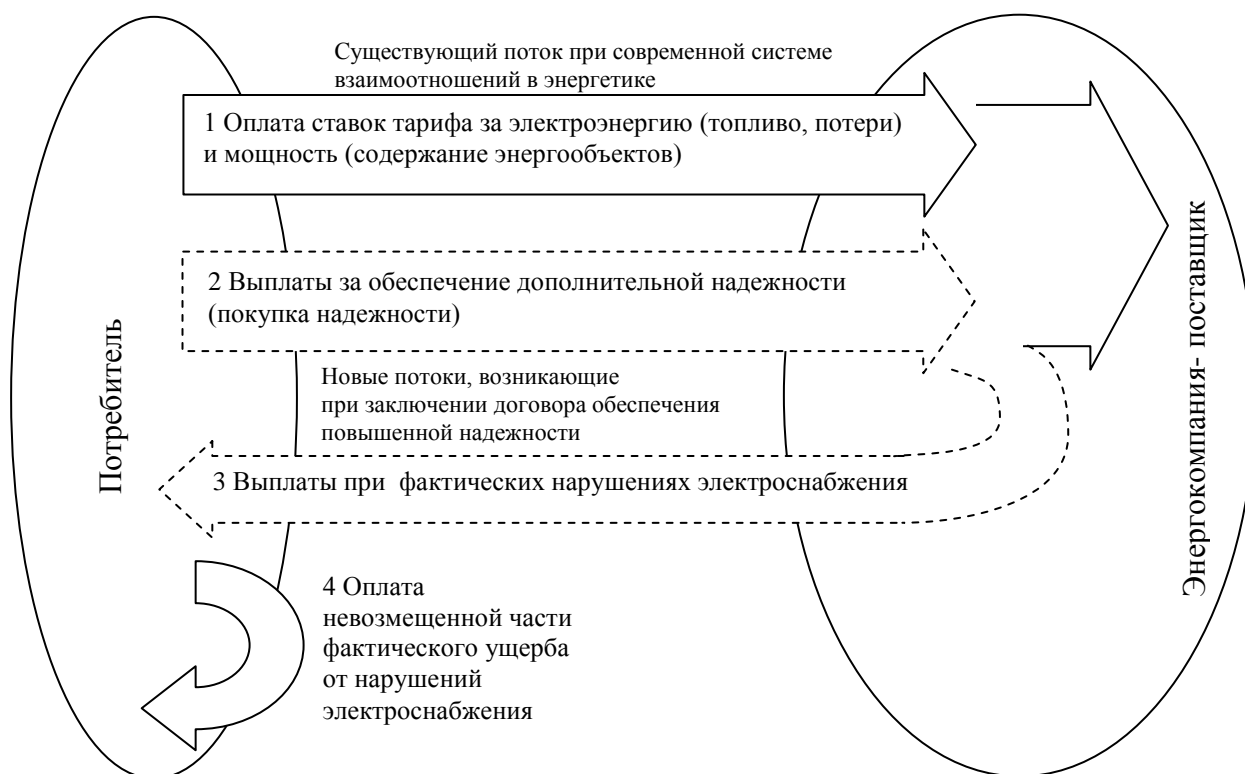 Существующий поток при современной системе
взаимоотношений в энергетике
1 Оплата ставок тарифа за электроэнергию (топливо, потери)
и мощность (содержание энергообъектов)
2 Выплаты за обеспечение дополнительной надежности
(покупка надежности)
Новые потоки, возникающие
при заключении договора обеспечения
повышенной надежности
3 Выплаты при фактических нарушениях электроснабжения
4 Оплата
невозмещенной части
фактического ущерба
от нарушений
электроснабжения
Потребитель
Энергокомпания- поставщик